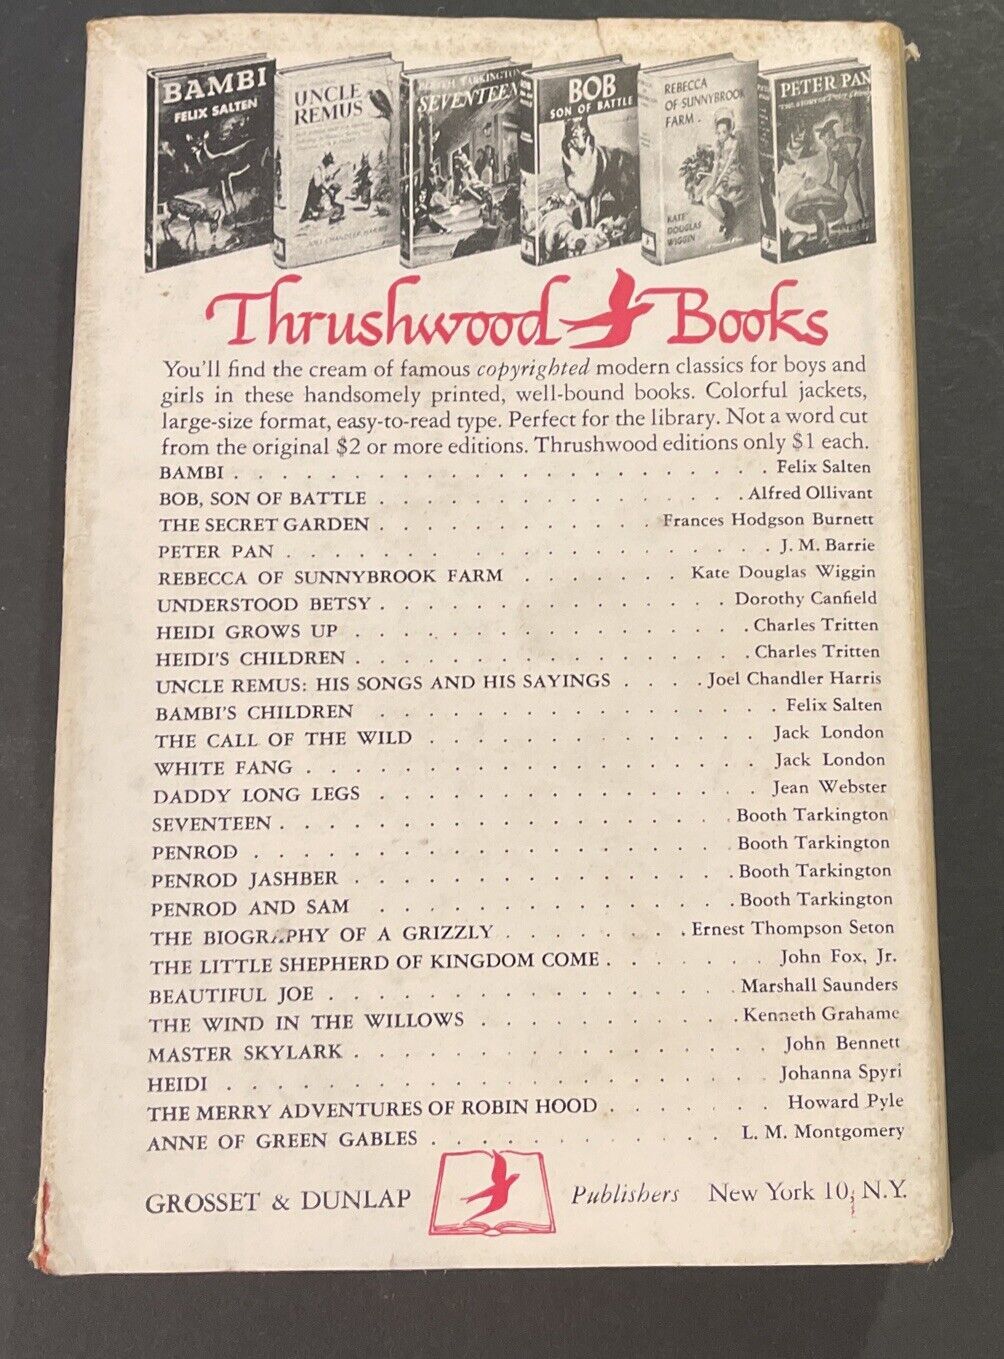 BAMBI
FELIX SALTEN
UNCLE
REMUS
JOEL CHANDLER HARRIS
BOOTH TARKINGTON
SEVENTEEN
BOB
SON OF BATTLE
REBECCA
OF SUNNYBROOK
FARM
KATE
DOUGLAS
WIGGIN
PETER PAN
Thrushwood Books
You'll find the cream of famous copyrighted modern classics for boys and
girls in these handsomely printed, well-bound books. Colorful jackets,
large-size format, easy-to-read type. Perfect for the library. Not a word cut
from the original $2 or more editions. Thrushwood editions only $1 each.
BAMBI . . . . . . . . . . . . . . . . . . . . . . Felix Salten
BOB, SON OF BATTLE . . . . . . . . . . . . . . . Alfred Ollivant
THE SECRET GARDEN . . . . . . . . . . . . Frances Hodgson Burnett
PETER PAN . . . . . . . . . . . . . . . . . . . . J. M. Barrie
REBECCA OF SUNNYBROOK FARM . . . . . . . Kate Douglas Wiggin
UNDERSTOOD BETSY . . . . . . . . . . . . . . . Dorothy Canfield
HEIDI GROWS UP . . . . . . . . . . . . . . . . . Charles Tritten
HEIDI'S CHILDREN . . . . . . . . . . . . . . . . . Charles Tritten
UNCLE REMUS: HIS SONGS AND HIS SAYINGS . . . . Joel Chandler Harris
BAMBI'S CHILDREN . . . . . . . . . . . . . . . . . Felix Salten
THE CALL OF THE WILD . . . . . . . . . . . . . . Jack London
WHITE FANG . . . . . . . . . . . . . . . . . . . Jack London
DADDY LONG LEGS . . . . . . . . . . . . . . . . Jean Webster
SEVENTEEN . . . . . . . . . . . . . . . . . . . Booth Tarkington
PENROD . . . . . . . . . . . . . . . . . . . . Booth Tarkington
PENROD JASHBER . . . . . . . . . . . . . . . . Booth Tarkington
PENROD AND SAM . . . . . . . . . . . . . . . Booth Tarkington
THE BIOGRAPHY OF A GRIZZLY . . . . . . . . Ernest Thompson Seton
THE LITTLE SHEPHERD OF KINGDOM COME . . . . . . . John Fox, Jr.
BEAUTIFUL JOE . . . . . . . . . . . . . . . . . Marshall Saunders
THE WIND IN THE WILLOWS . . . . . . . . . . . Kenneth Grahame
MASTER SKYLARK . . . . . . . . . . . . . . . . . John Bennett
HEIDI . . . . . . . . . . . . . . . . . . . . . . . Johanna Spyri
THE MERRY ADVENTURES OF ROBIN HOOD . . . . . . Howard Pyle
ANNE OF GREEN GABLES . . . . . . . . . . . . L. M. Montgomery
GROSSET & DUNLAP Publishers New York 10, N.Y.